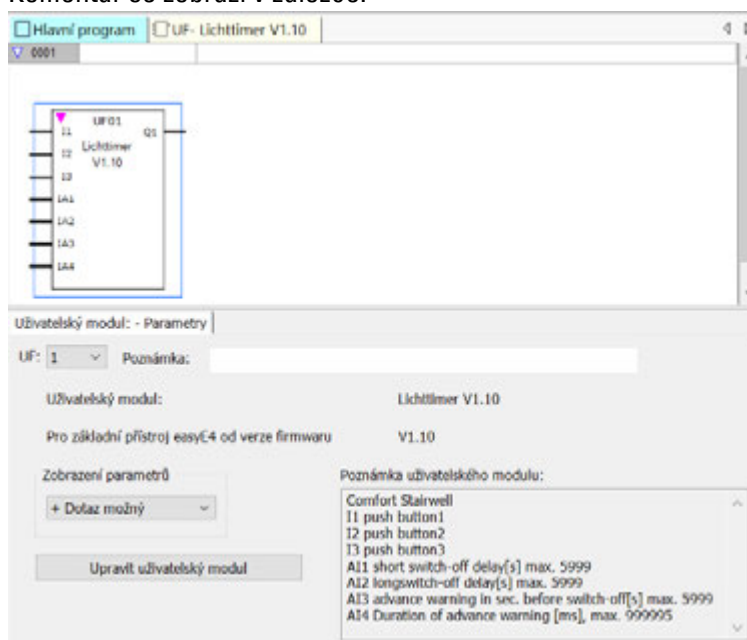 Hlavní program UF- Lichttimer V1.10
0001
UF01
I1 Q1
Lichttimer
I2
V1.10
I3
IA1
IA2
IA3
IA4
Uživatelský modul: - Parametry
UF: 1 Poznámka:
Uživatelský modul: Lichttimer V1.10
Pro základní přístroj easyE4 od verze firmwaru V1.10
Zobrazení parametrů Poznámka uživatelského modulu:
+ Dotaz možný
Comfort Stairwell
I1 push button1
I2 push button2
I3 push button3
AI1 short switch-off delay[s] max. 5999
AI2 longswitch-off delay[s] max. 5999
AI3 advance warning in sec. before switch-off[s] max. 5999
AI4 Duration of advance warning [ms], max. 999995
Upravit uživatelský modul